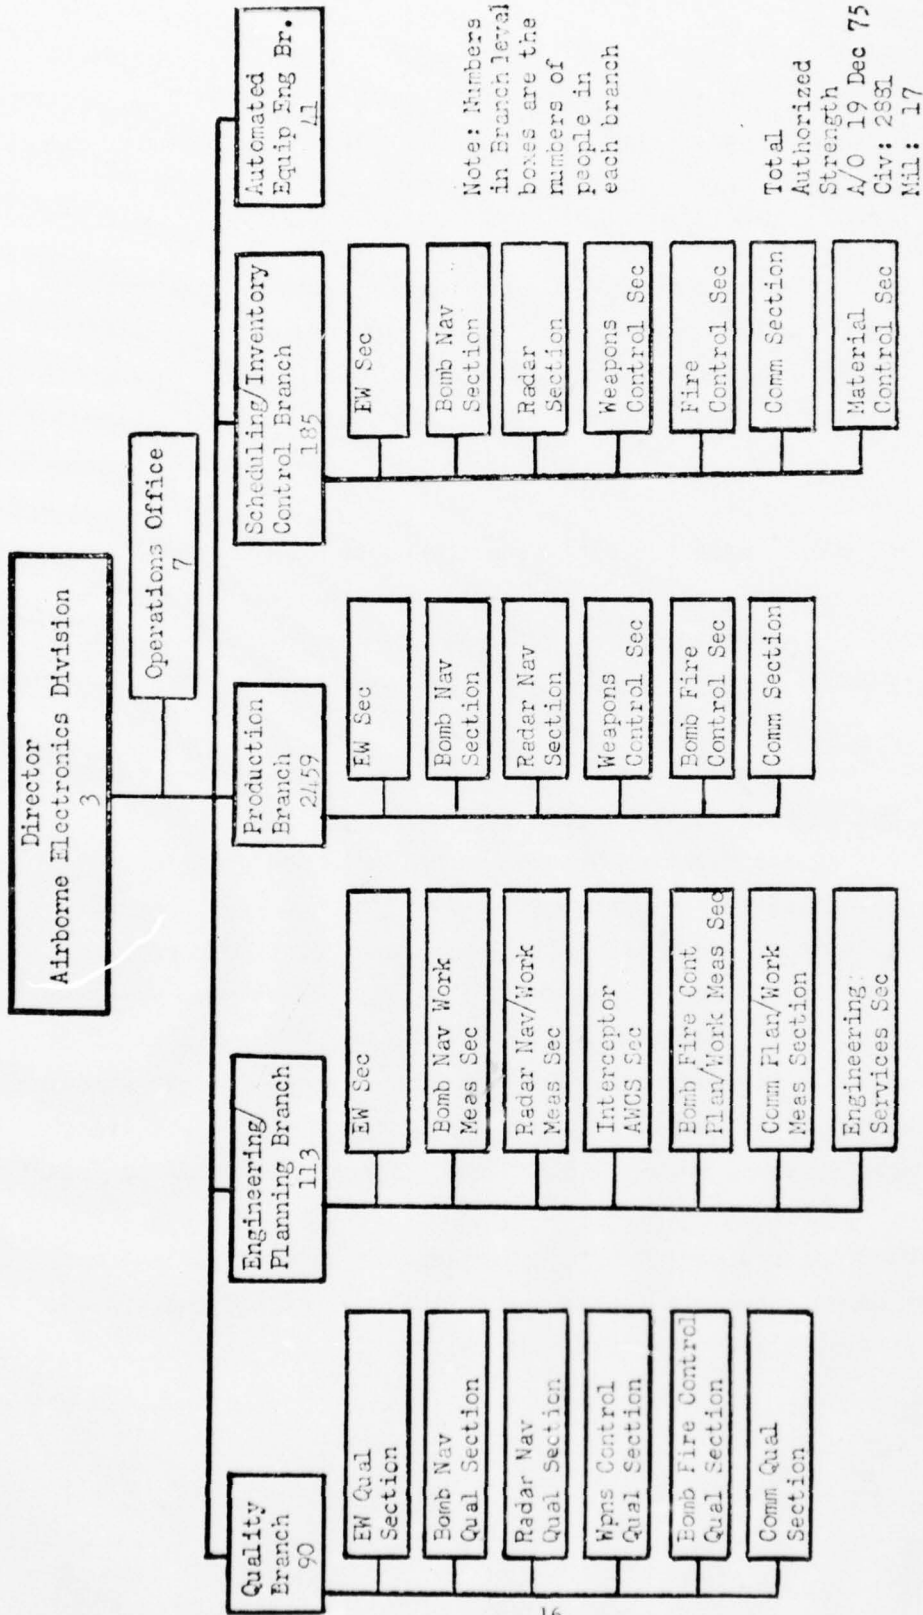 Director
Airborne Electronics Division
3
Operations Office
7
Quality
Branch
90
Engineering/
Planning Branch
113
Production
Branch
2459
Scheduling/Inventory
Control Branch
185
Automated
Equip Eng Br.
41
EW Qual
Section
Bomb Nav
Qual Section
Radar Nav
Qual Section
Wpns Control
Qual Section
Bomb Fire Control
Qual Section
Comm Qual
Section
EW Sec
Bomb Nav Work
Meas Sec
Radar Nav/Work
Meas Sec
Interceptor
AWCS Sec
Bomb Fire Cont
Plan/Work Meas Sec
Comm Plan/Work
Meas Section
Engineering
Services Sec
EW Sec
Bomb Nav
Section
Radar Nav
Section
Weapons
Control Sec
Bomb Fire
Control Sec
Comm Section
EW Sec
Bomb Nav
Section
Radar
Section
Weapons
Control Sec
Fire
Control Sec
Comm Section
Material
Control Sec
Note: Numbers
in Branch level
boxes are the
numbers of
people in
each branch
Total
Authorized
Strength
A/O 19 Dec 75
Civ: 2881
Mil: 17
16